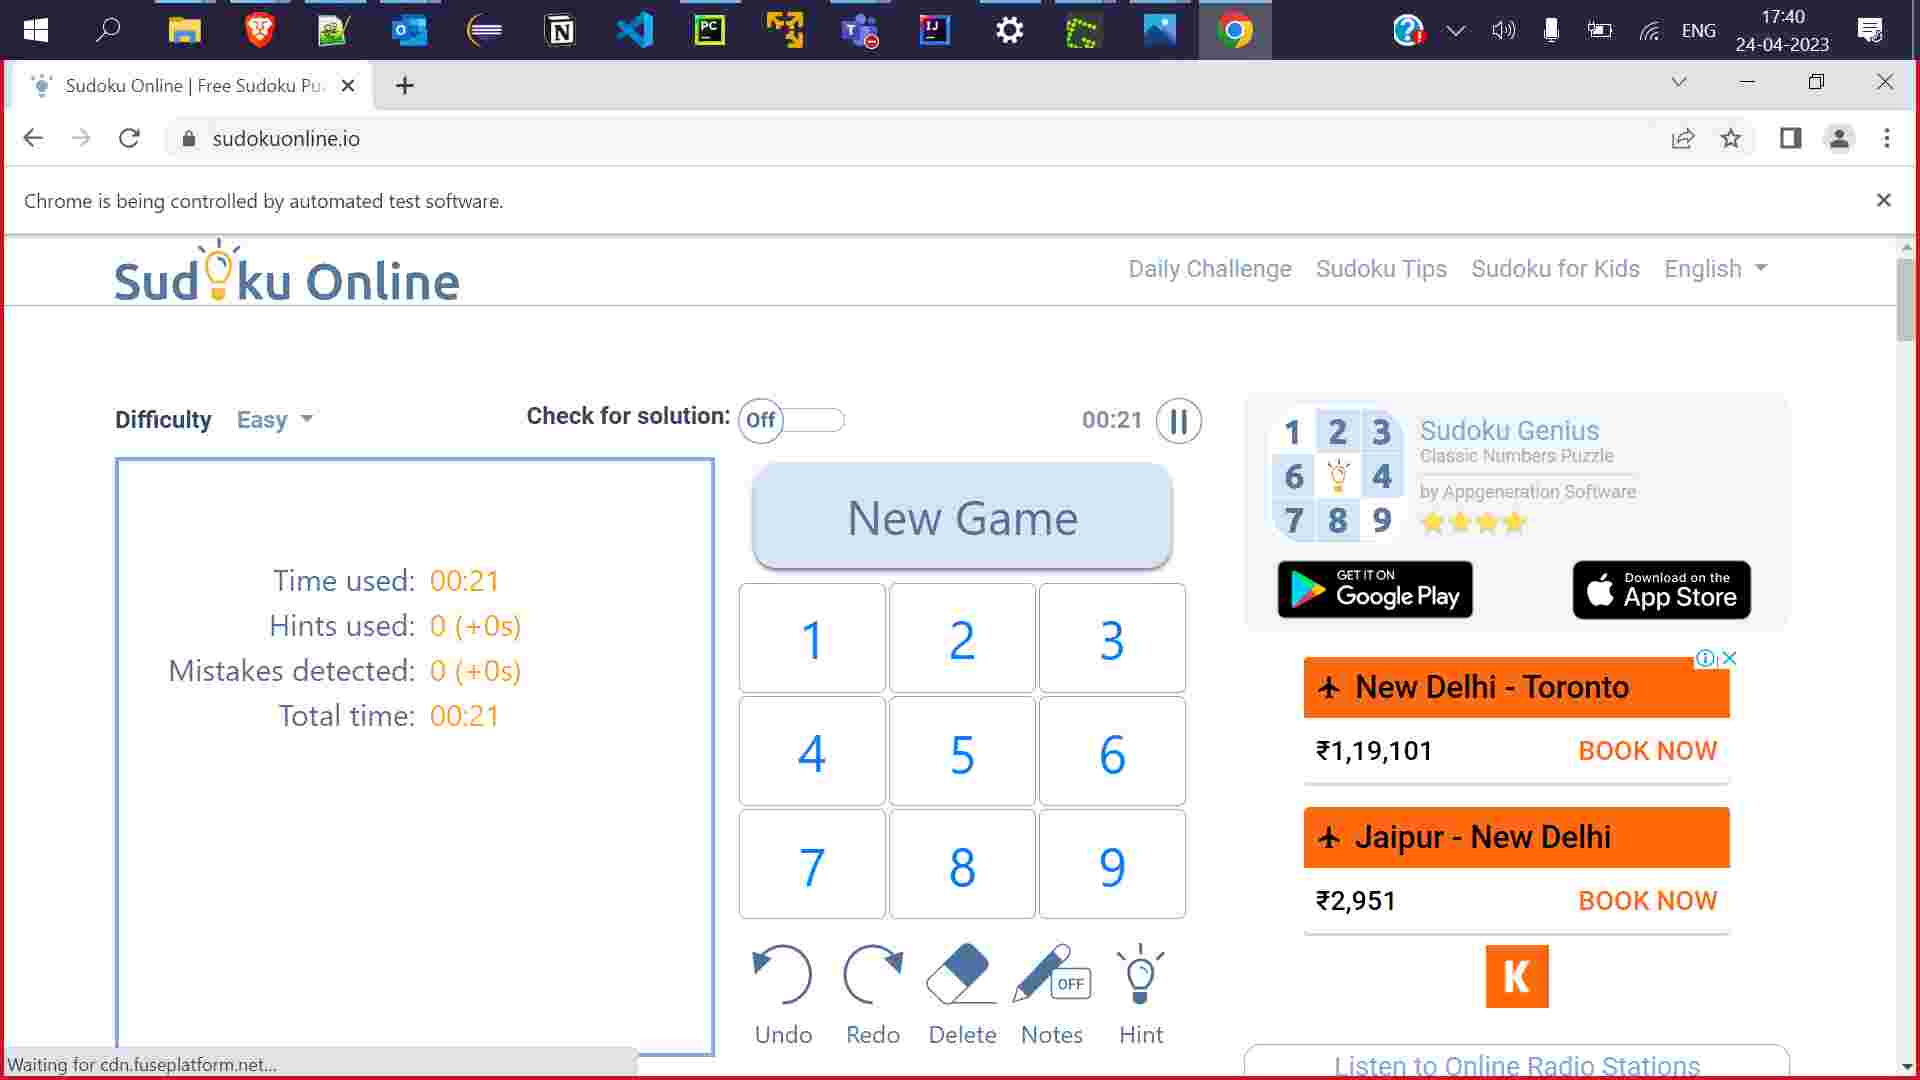 ENG
17:40
24-04-2023
Sudoku Online | Free Sudoku Pu
sudokuonline.io
Chrome is being controlled by automated test software.
Sudoku Online
Daily Challenge Sudoku Tips Sudoku for Kids English
Difficulty Easy
Check for solution: Off
00:21
New Game
Time used: 00:21
Hints used: 0 (+0s)
Mistakes detected: 0 (+0s)
Total time: 00:21
1 2 3
4 5 6
7 8 9
Undo Redo Delete Notes OFF Hint
1 2 3
6 4
7 8 9
Sudoku Genius
Classic Numbers Puzzle
by Appgeneration Software
GET IT ON
Google Play
Download on the
App Store
New Delhi - Toronto
₹1,19,101 BOOK NOW
Jaipur - New Delhi
₹2,951 BOOK NOW
K
Listen to Online Radio Stations
Waiting for cdn.fuseplatform.net...